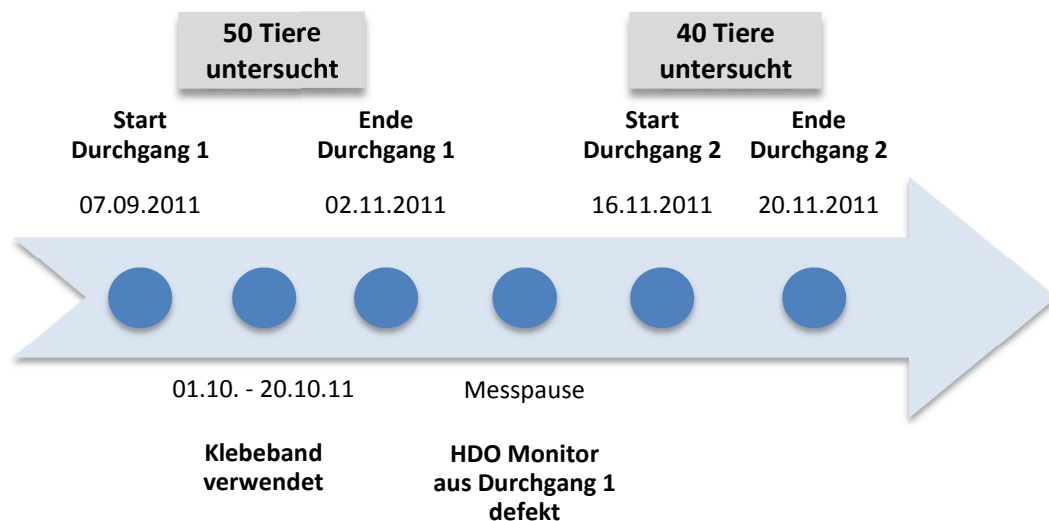 50 Tiere
untersucht
40 Tiere
untersucht
Start
Durchgang 1
Ende
Durchgang 1
Start
Durchgang 2
Ende
Durchgang 2
07.09.2011
02.11.2011
16.11.2011
20.11.2011
01.10. - 20.10.11
Messpause
Klebeband
verwendet
HDO Monitor
aus Durchgang 1
defekt